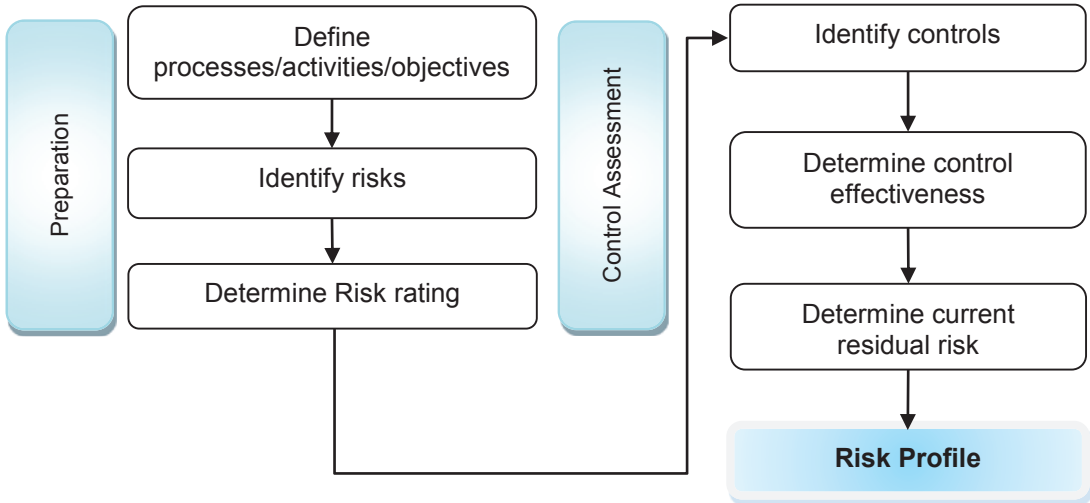 Preparation
Define
processes/activities/objectives
Identify risks
Determine Risk rating
Control Assessment
Identify controls
Determine control
effectiveness
Determine current
residual risk
Risk Profile